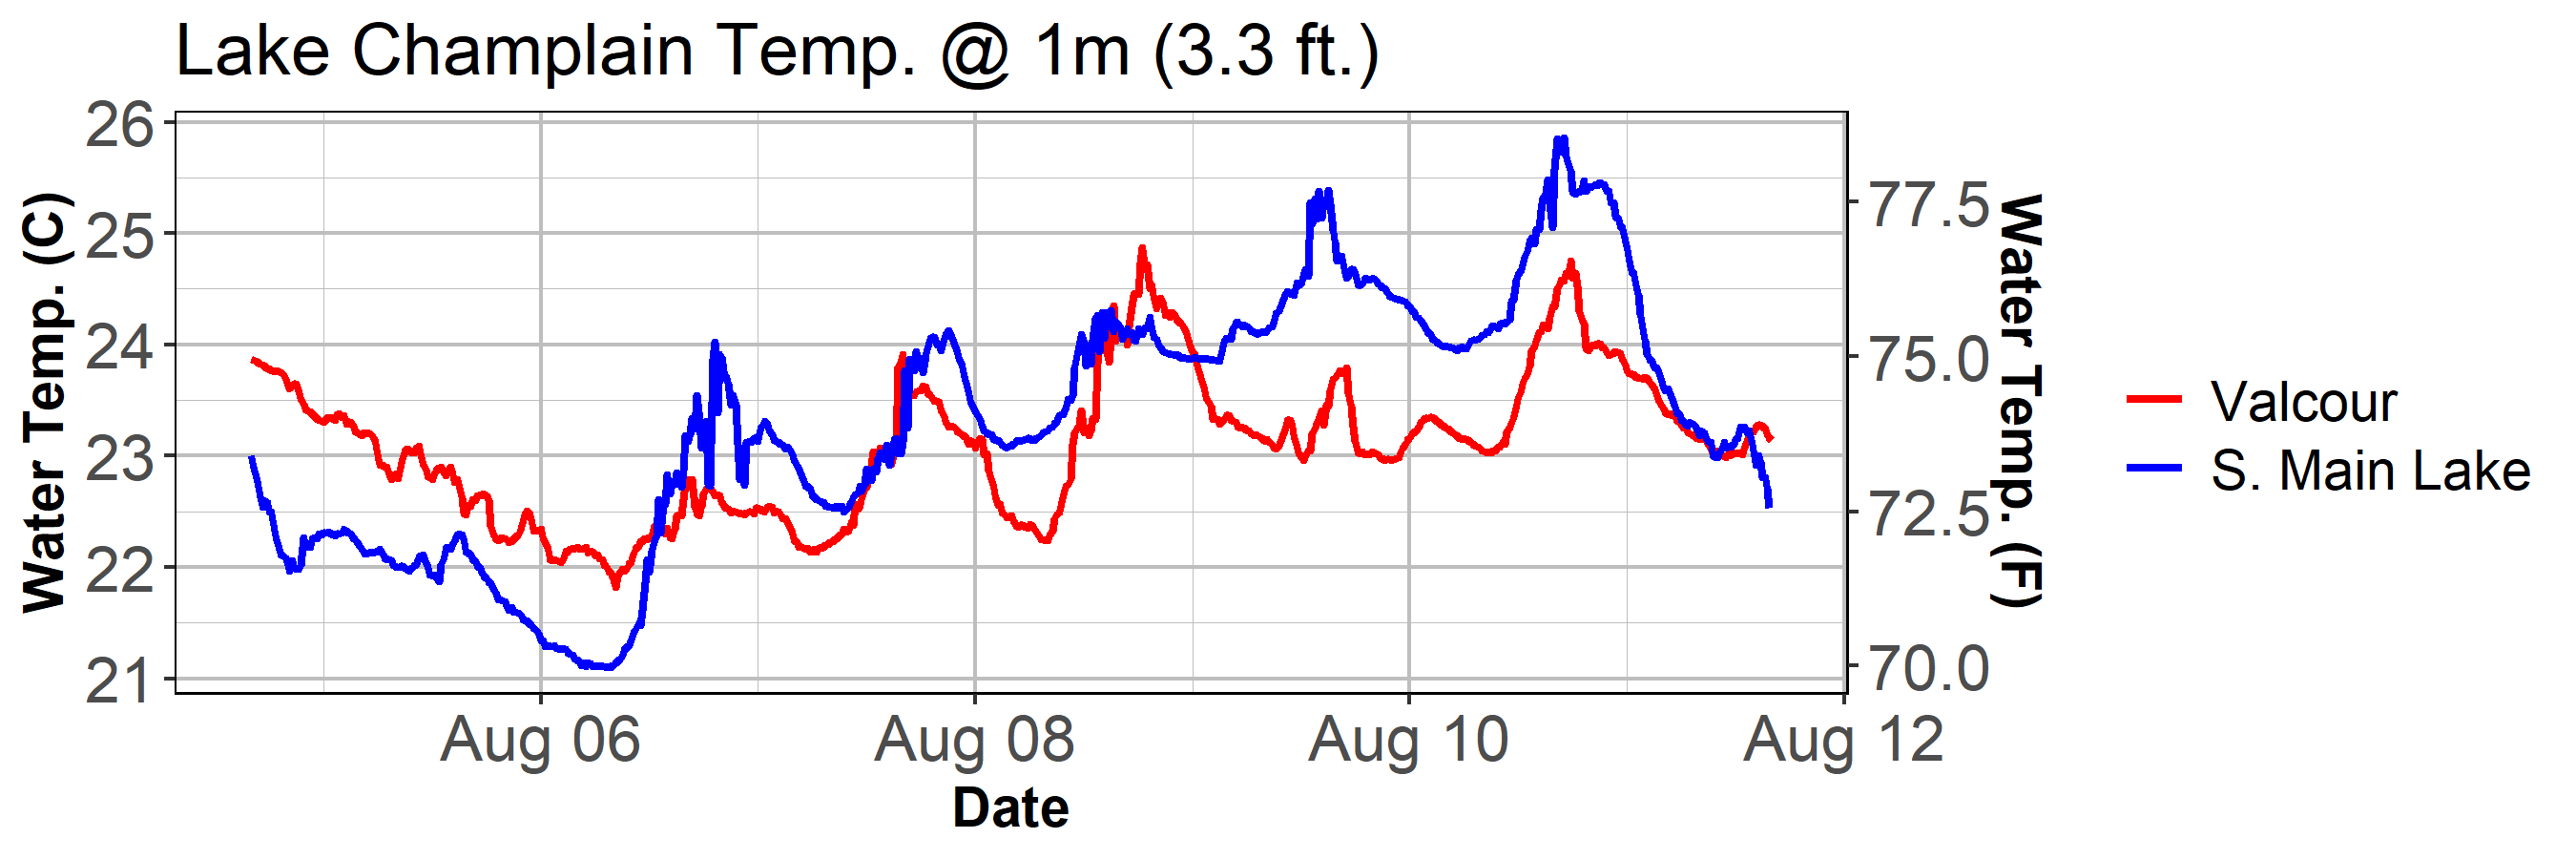 Lake Champlain Temp. @ 1m (3.3 ft.)
Water Temp. (C)
26
25
24
23
22
21
77.5
75.0
72.5
70.0
Water Temp. (F)
Aug 06
Aug 08
Aug 10
Aug 12
Date
Valcour
S. Main Lake